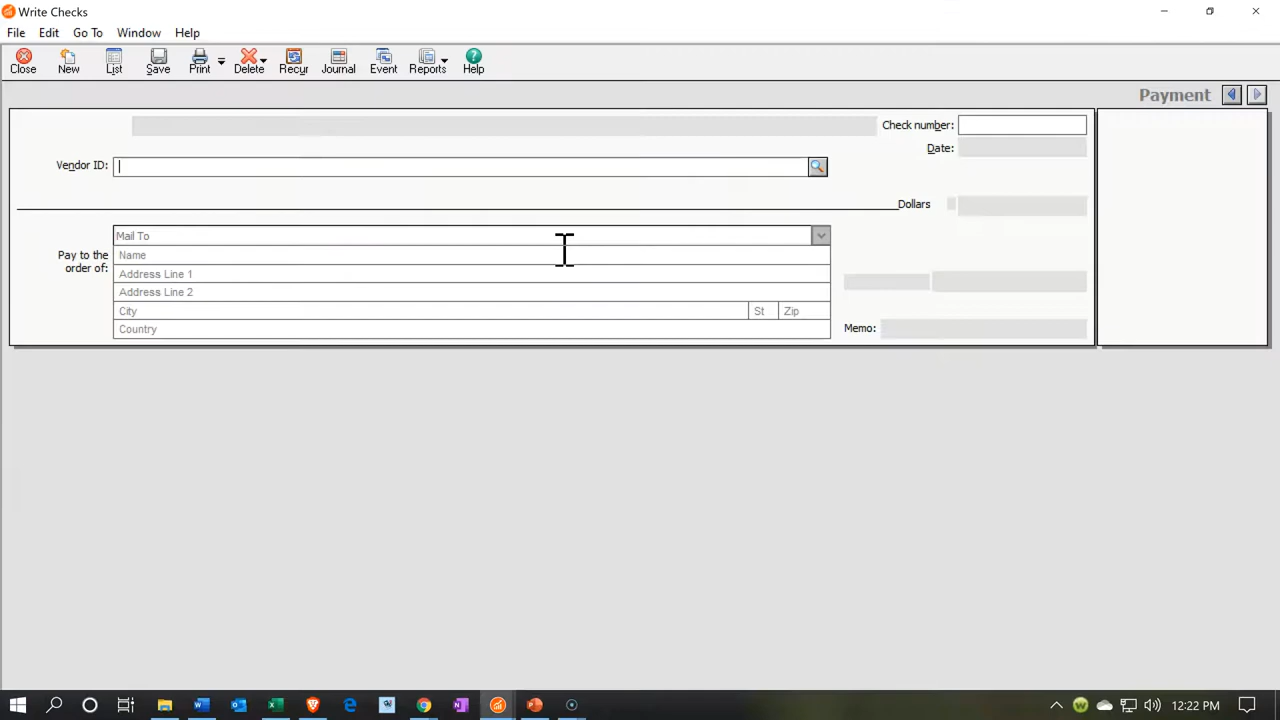 Write Checks
File Edit Go To Window Help
Close New List Save Print Delete Recur Journal Event Reports Help
Payment
Check number:
Date:
Vendor ID:
Dollars
Mail To
Pay to the order of:
Name
Address Line 1
Address Line 2
City St Zip
Country
Memo:
12:22 PM